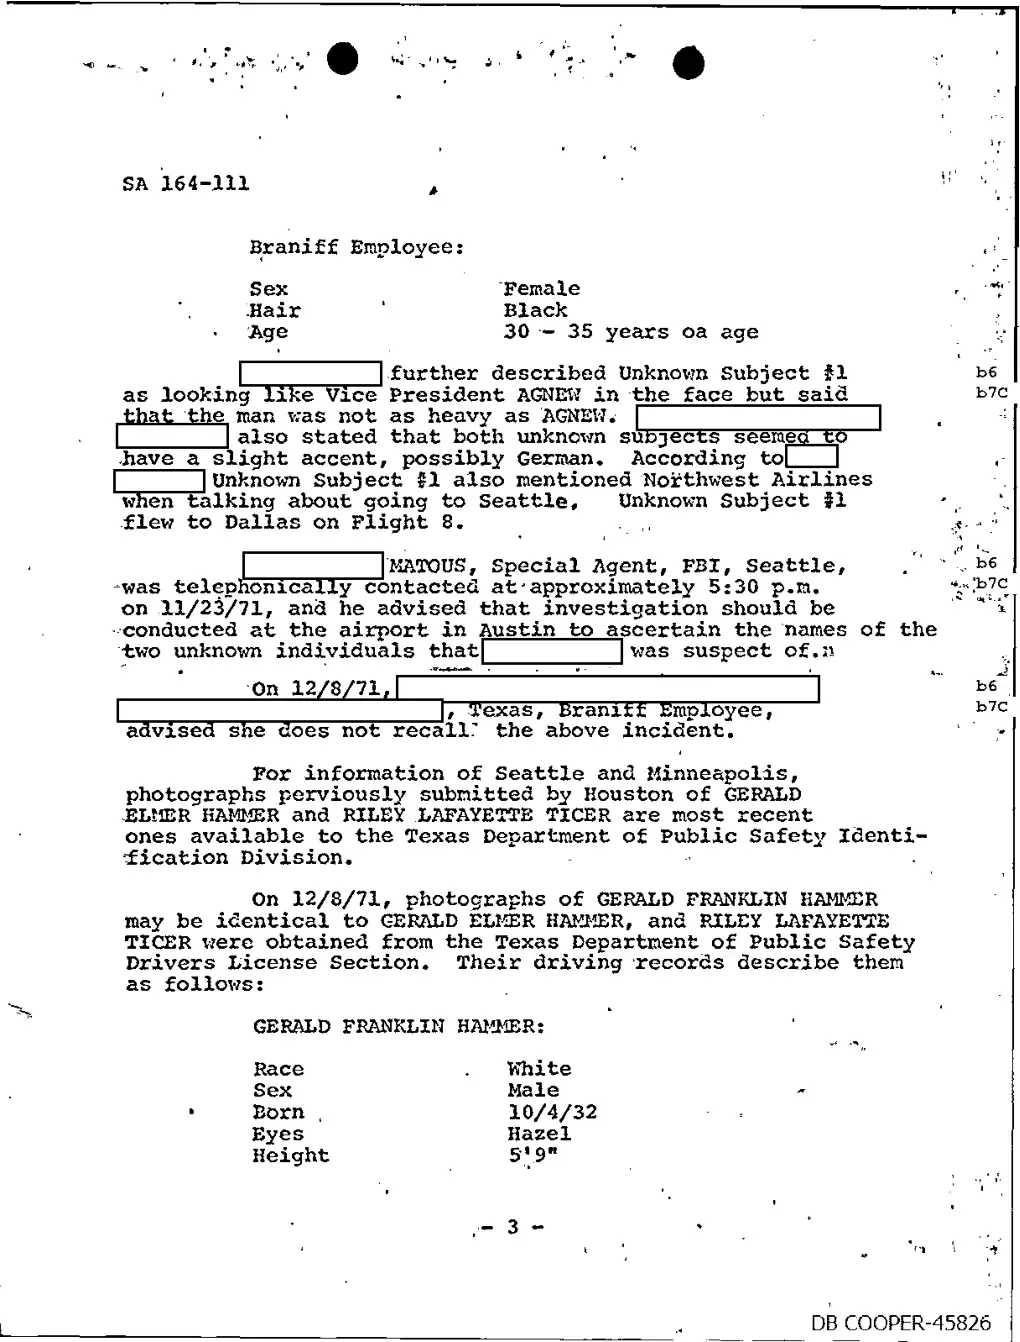 SA 164-111
Braniff Employee:
Sex Female
Hair Black
Age 30 - 35 years oa age
further described Unknown Subject #1 b6
as looking like Vice President AGNEW in the face but said b7C
that the man was not as heavy as AGNEW.
also stated that both unknown subjects seemed to
have a slight accent, possibly German. According to
Unknown Subject #1 also mentioned Northwest Airlines
when talking about going to Seattle, Unknown Subject #1
flew to Dallas on Flight 8.
MATOUS, Special Agent, FBI, Seattle, b6
was telephonically contacted at approximately 5:30 p.m. b7C
on 11/23/71, and he advised that investigation should be
conducted at the airport in Austin to ascertain the names of the
two unknown individuals that was suspect of.n
On 12/8/71, b6
, Texas, Braniff Employee, b7C
advised she does not recall the above incident.
For information of Seattle and Minneapolis,
photographs perviously submitted by Houston of GERALD
ELMER HAMMER and RILEY LAFAYETTE TICER are most recent
ones available to the Texas Department of Public Safety Identi-
fication Division.
On 12/8/71, photographs of GERALD FRANKLIN HAMMER
may be identical to GERALD ELMER HAMMER, and RILEY LAFAYETTE
TICER were obtained from the Texas Department of Public Safety
Drivers License Section. Their driving records describe them
as follows:
GERALD FRANKLIN HAMMER:
Race White
Sex Male
Born 10/4/32
Eyes Hazel
Height 5'9"
- 3 -
DB COOPER-45826